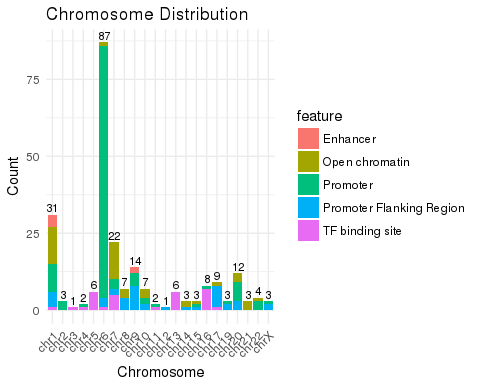 Chromosome Distribution
Count
75
50
25
0
31
3
1
2
6
87
22
7
14
7
2
1
6
3
3
8
9
3
12
3
4
3
chr1
chr2
chr3
chr4
chr5
chr6
chr7
chr8
chr9
chr10
chr11
chr12
chr13
chr14
chr15
chr16
chr17
chr19
chr20
chr21
chr22
chrX
Chromosome
feature
Enhancer
Open chromatin
Promoter
Promoter Flanking Region
TF binding site